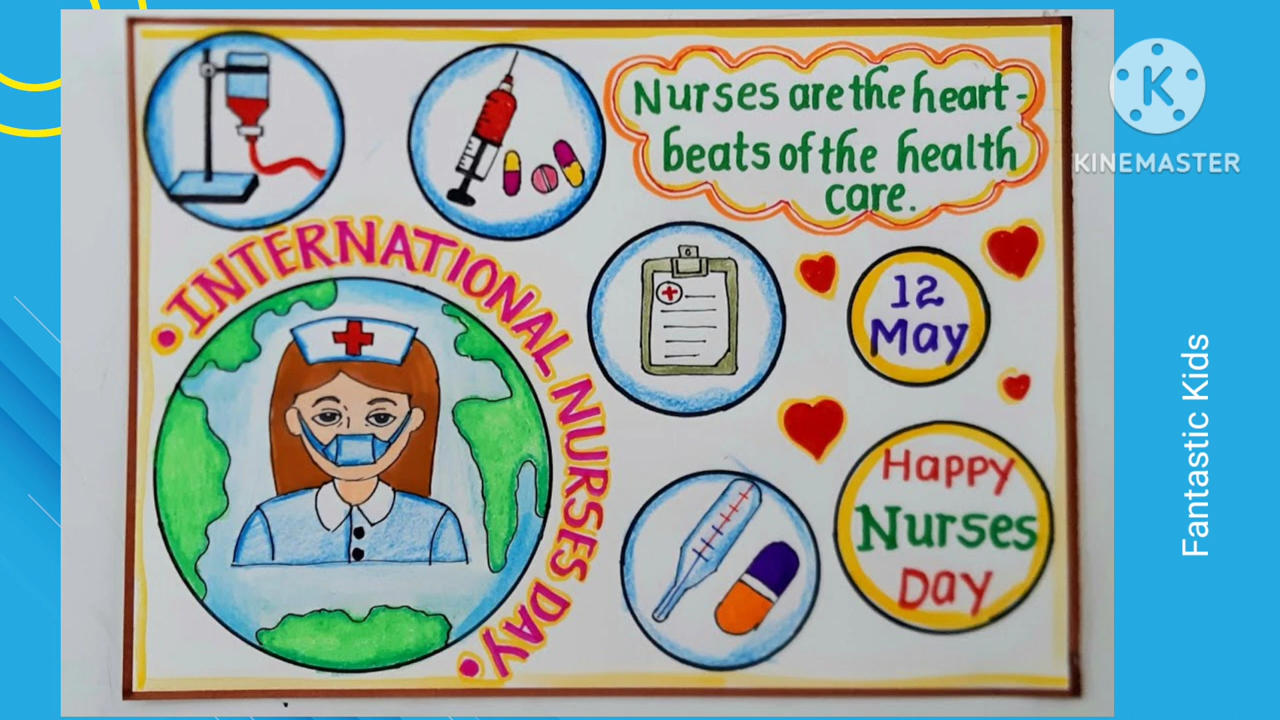 Nurses are the heart-
beats of the health
care.
INTERNATIONAL NURSES DAY
12
May
Happy
Nurses
DAY
K
KINEMASTER
Fantastic Kids